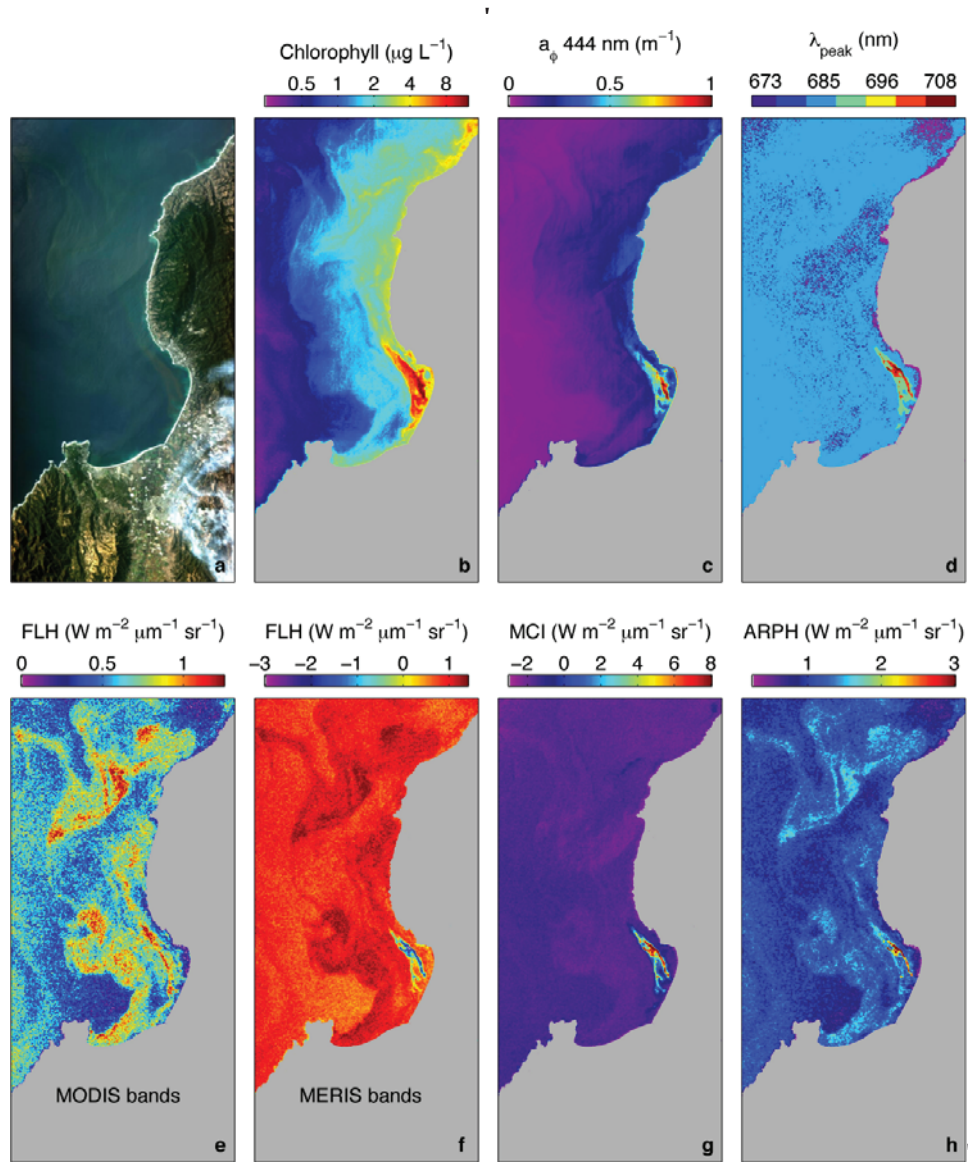 Chlorophyll (μg L⁻¹)
a_ϕ 444 nm (m⁻¹)
λ_peak (nm)
0.5 1 2 4 8
0 0.5 1
673 685 696 708
a
b
c
d
FLH (W m⁻² μm⁻¹ sr⁻¹)
FLH (W m⁻² μm⁻¹ sr⁻¹)
MCI (W m⁻² μm⁻¹ sr⁻¹)
ARPH (W m⁻² μm⁻¹ sr⁻¹)
0 0.5 1
−3 −2 −1 0 1
−2 0 2 4 6 8
1 2 3
MODIS bands
MERIS bands
e
f
g
h